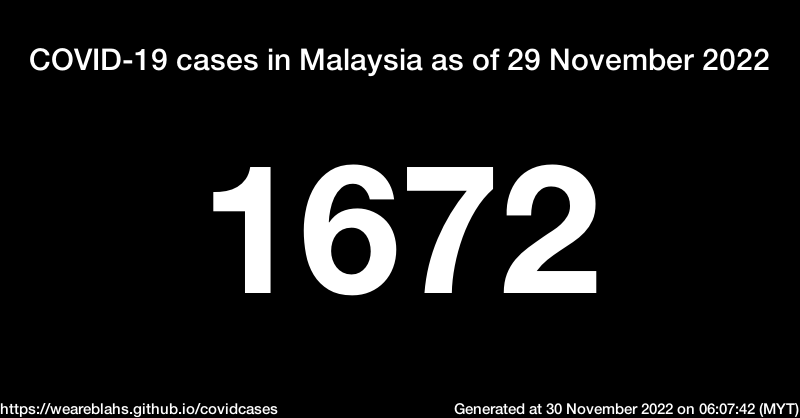 COVID-19 cases in Malaysia as of 29 November 2022
1672
https://weareblahs.github.io/covidcases
Generated at 30 November 2022 on 06:07:42 (MYT)